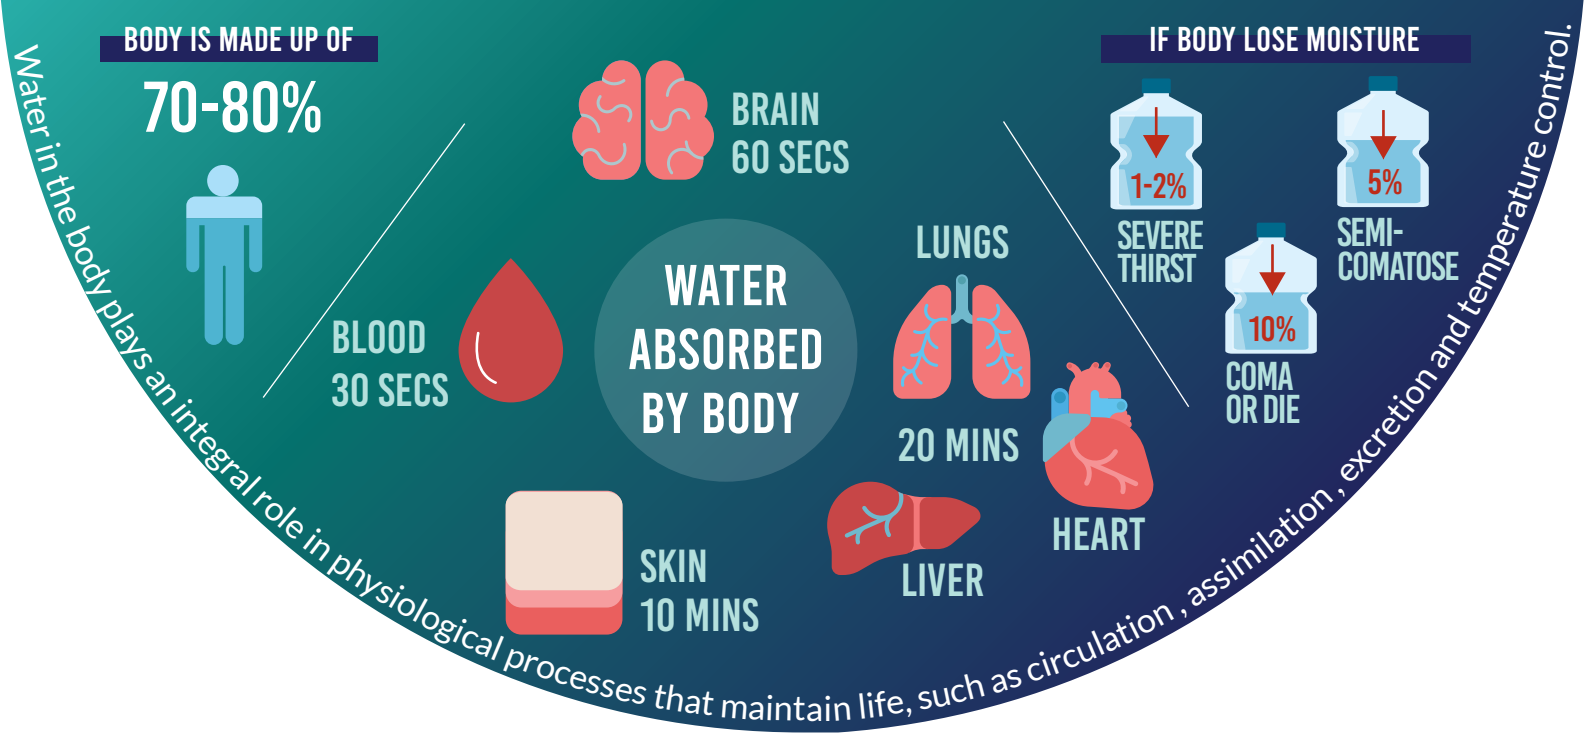 BODY IS MADE UP OF
70-80%
BRAIN
60 SECS
BLOOD
30 SECS
WATER
ABSORBED
BY BODY
LUNGS
20 MINS
HEART
LIVER
SKIN
10 MINS
IF BODY LOSE MOISTURE
1-2%
SEVERE
THIRST
5%
SEMI-
COMATOSE
10%
COMA
OR DIE
Water in the body plays an integral role in physiological processes that maintain life, such as circulation , assimilation , excretion and temperature control.